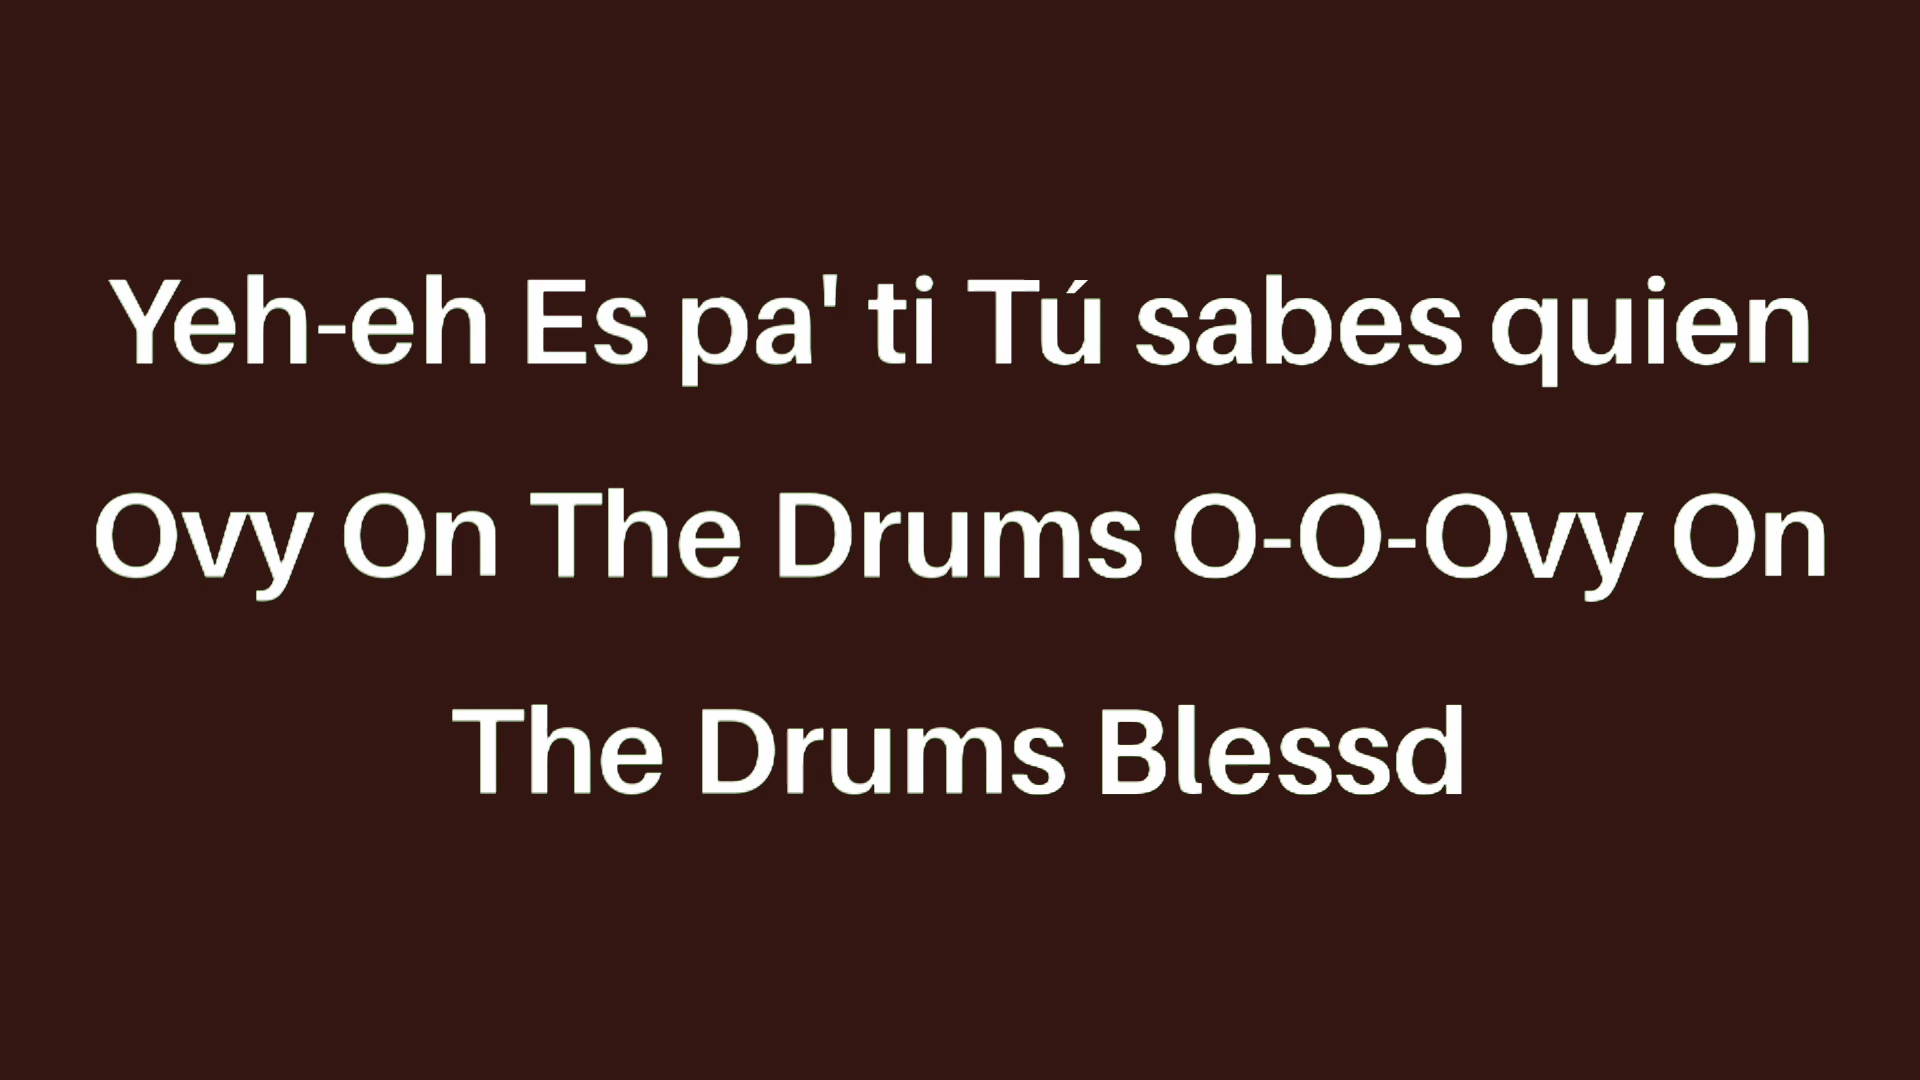 Yeh-eh Es pa' ti Tú sabes quien
Ovy On The Drums O-O-Ovy On
The Drums Blessd